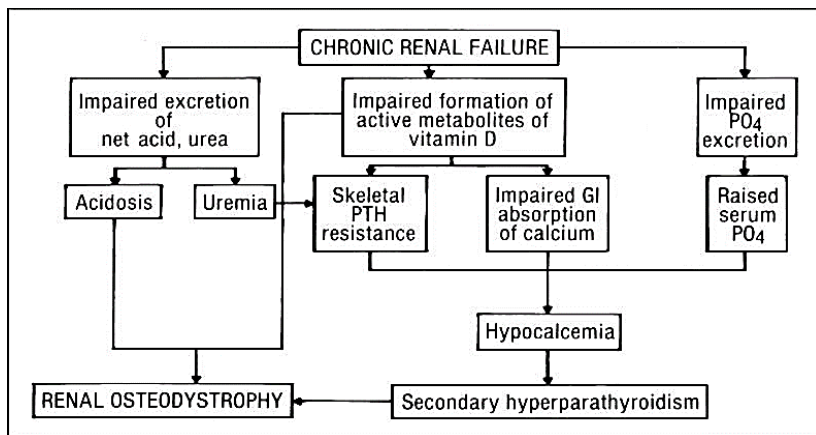 CHRONIC RENAL FAILURE
Impaired excretion
of
net acid, urea
Impaired formation of
active metabolites of
vitamin D
Impaired
PO4
excretion
Acidosis
Uremia
Skeletal
PTH
resistance
Impaired GI
absorption
of calcium
Raised
serum
PO4
Hypocalcemia
RENAL OSTEODYSTROPHY
Secondary hyperparathyroidism